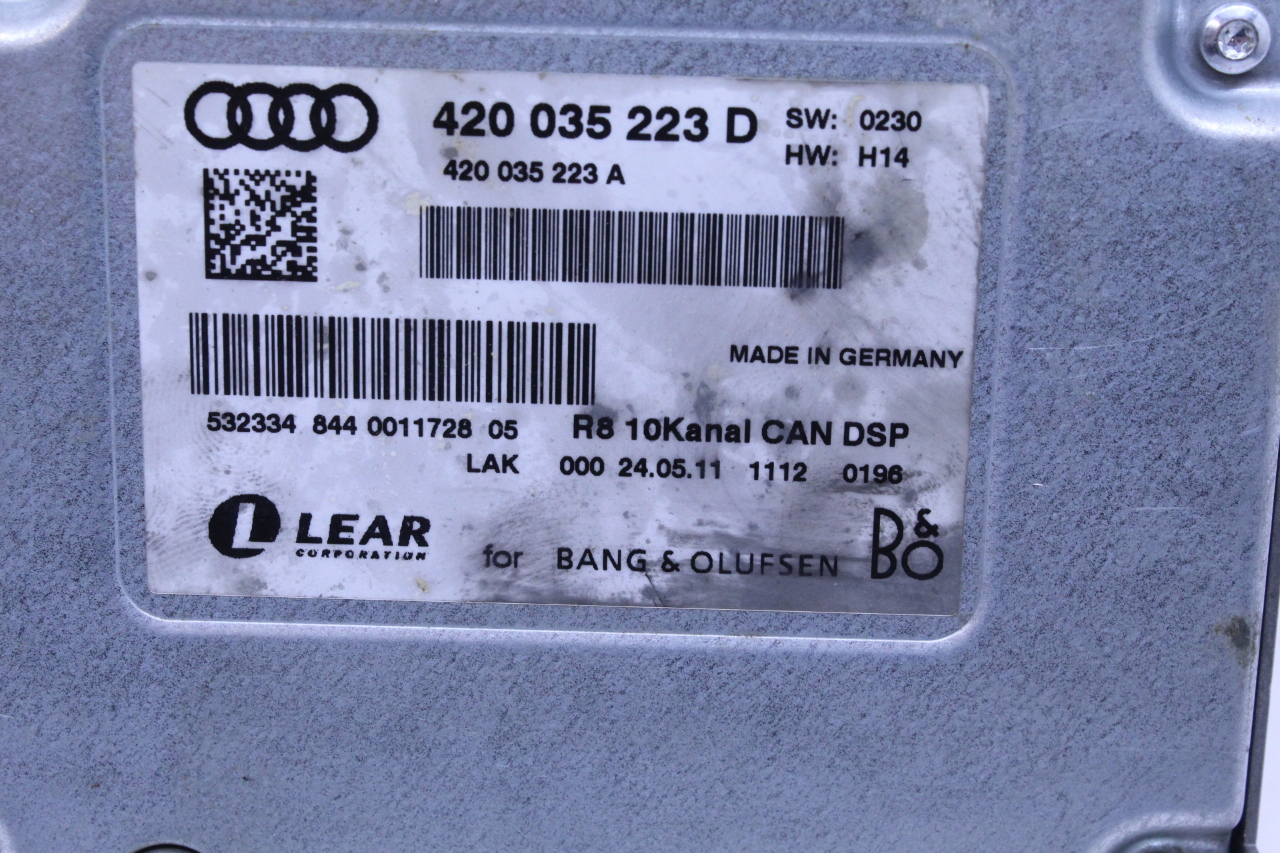 420 035 223 D SW: 0230
420 035 223 A HW: H14
MADE IN GERMANY
532334 844 0011728 05 R8 10Kanal CAN DSP
LAK 000 24.05.11 1112 0196
L LEAR
CORPORATION
for BANG & OLUFSEN B&O